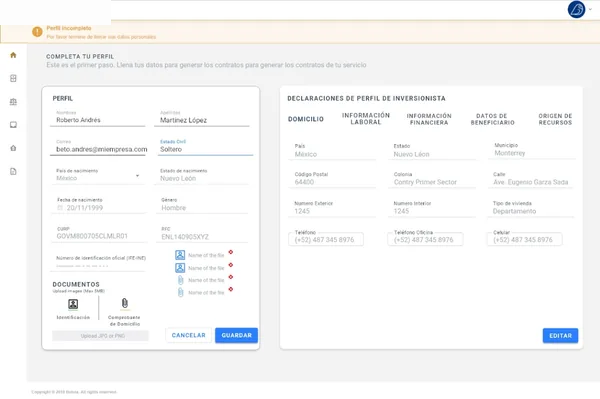 Perfil Incompleto
Por favor termine de llenar sus datos personales
COMPLETA TU PERFIL
Este es el primer paso. Llena tus datos para generar los contratos para generar los contratos de tu servicio
PERFIL
Nombres
Apellidos
Roberto Andrés
Martínez López
Correo
Estado Civil
beto.andres@miempresa.com
Soltero
País de nacimiento
Estado de nacimiento
México
Nuevo León
Fecha de nacimiento
Género
20/11/1999
Hombre
CURP
RFC
GOVM800705CLMLR01
ENL140905XYZ
Número de identificación oficial (IFE-INE)
Name of the file
Name of the file
Name of the file
Name of the file
DOCUMENTOS
Upload images (Max 5MB)
Identificación
Comprobante de Domicilio
Upload JPG or PNG
CANCELAR
GUARDAR
DECLARACIONES DE PERFIL DE INVERSIONISTA
DOMICILIO
INFORMACIÓN LABORAL
INFORMACIÓN FINANCIERA
DATOS DE BENEFICIARIO
ORIGEN DE RECURSOS
País
Estado
Municipio
México
Nuevo Léon
Monterrey
Código Postal
Colonia
Calle
64400
Contry Primer Sector
Ave. Eugenio Garza Sada
Número Exterior
Número Interior
Tipo de vivienda
1245
1245
Departamento
Teléfono
Teléfono Oficina
Celular
(+52) 487 345 8976
(+52) 487 345 8976
(+52) 487 345 8976
EDITAR
All rights reserved.